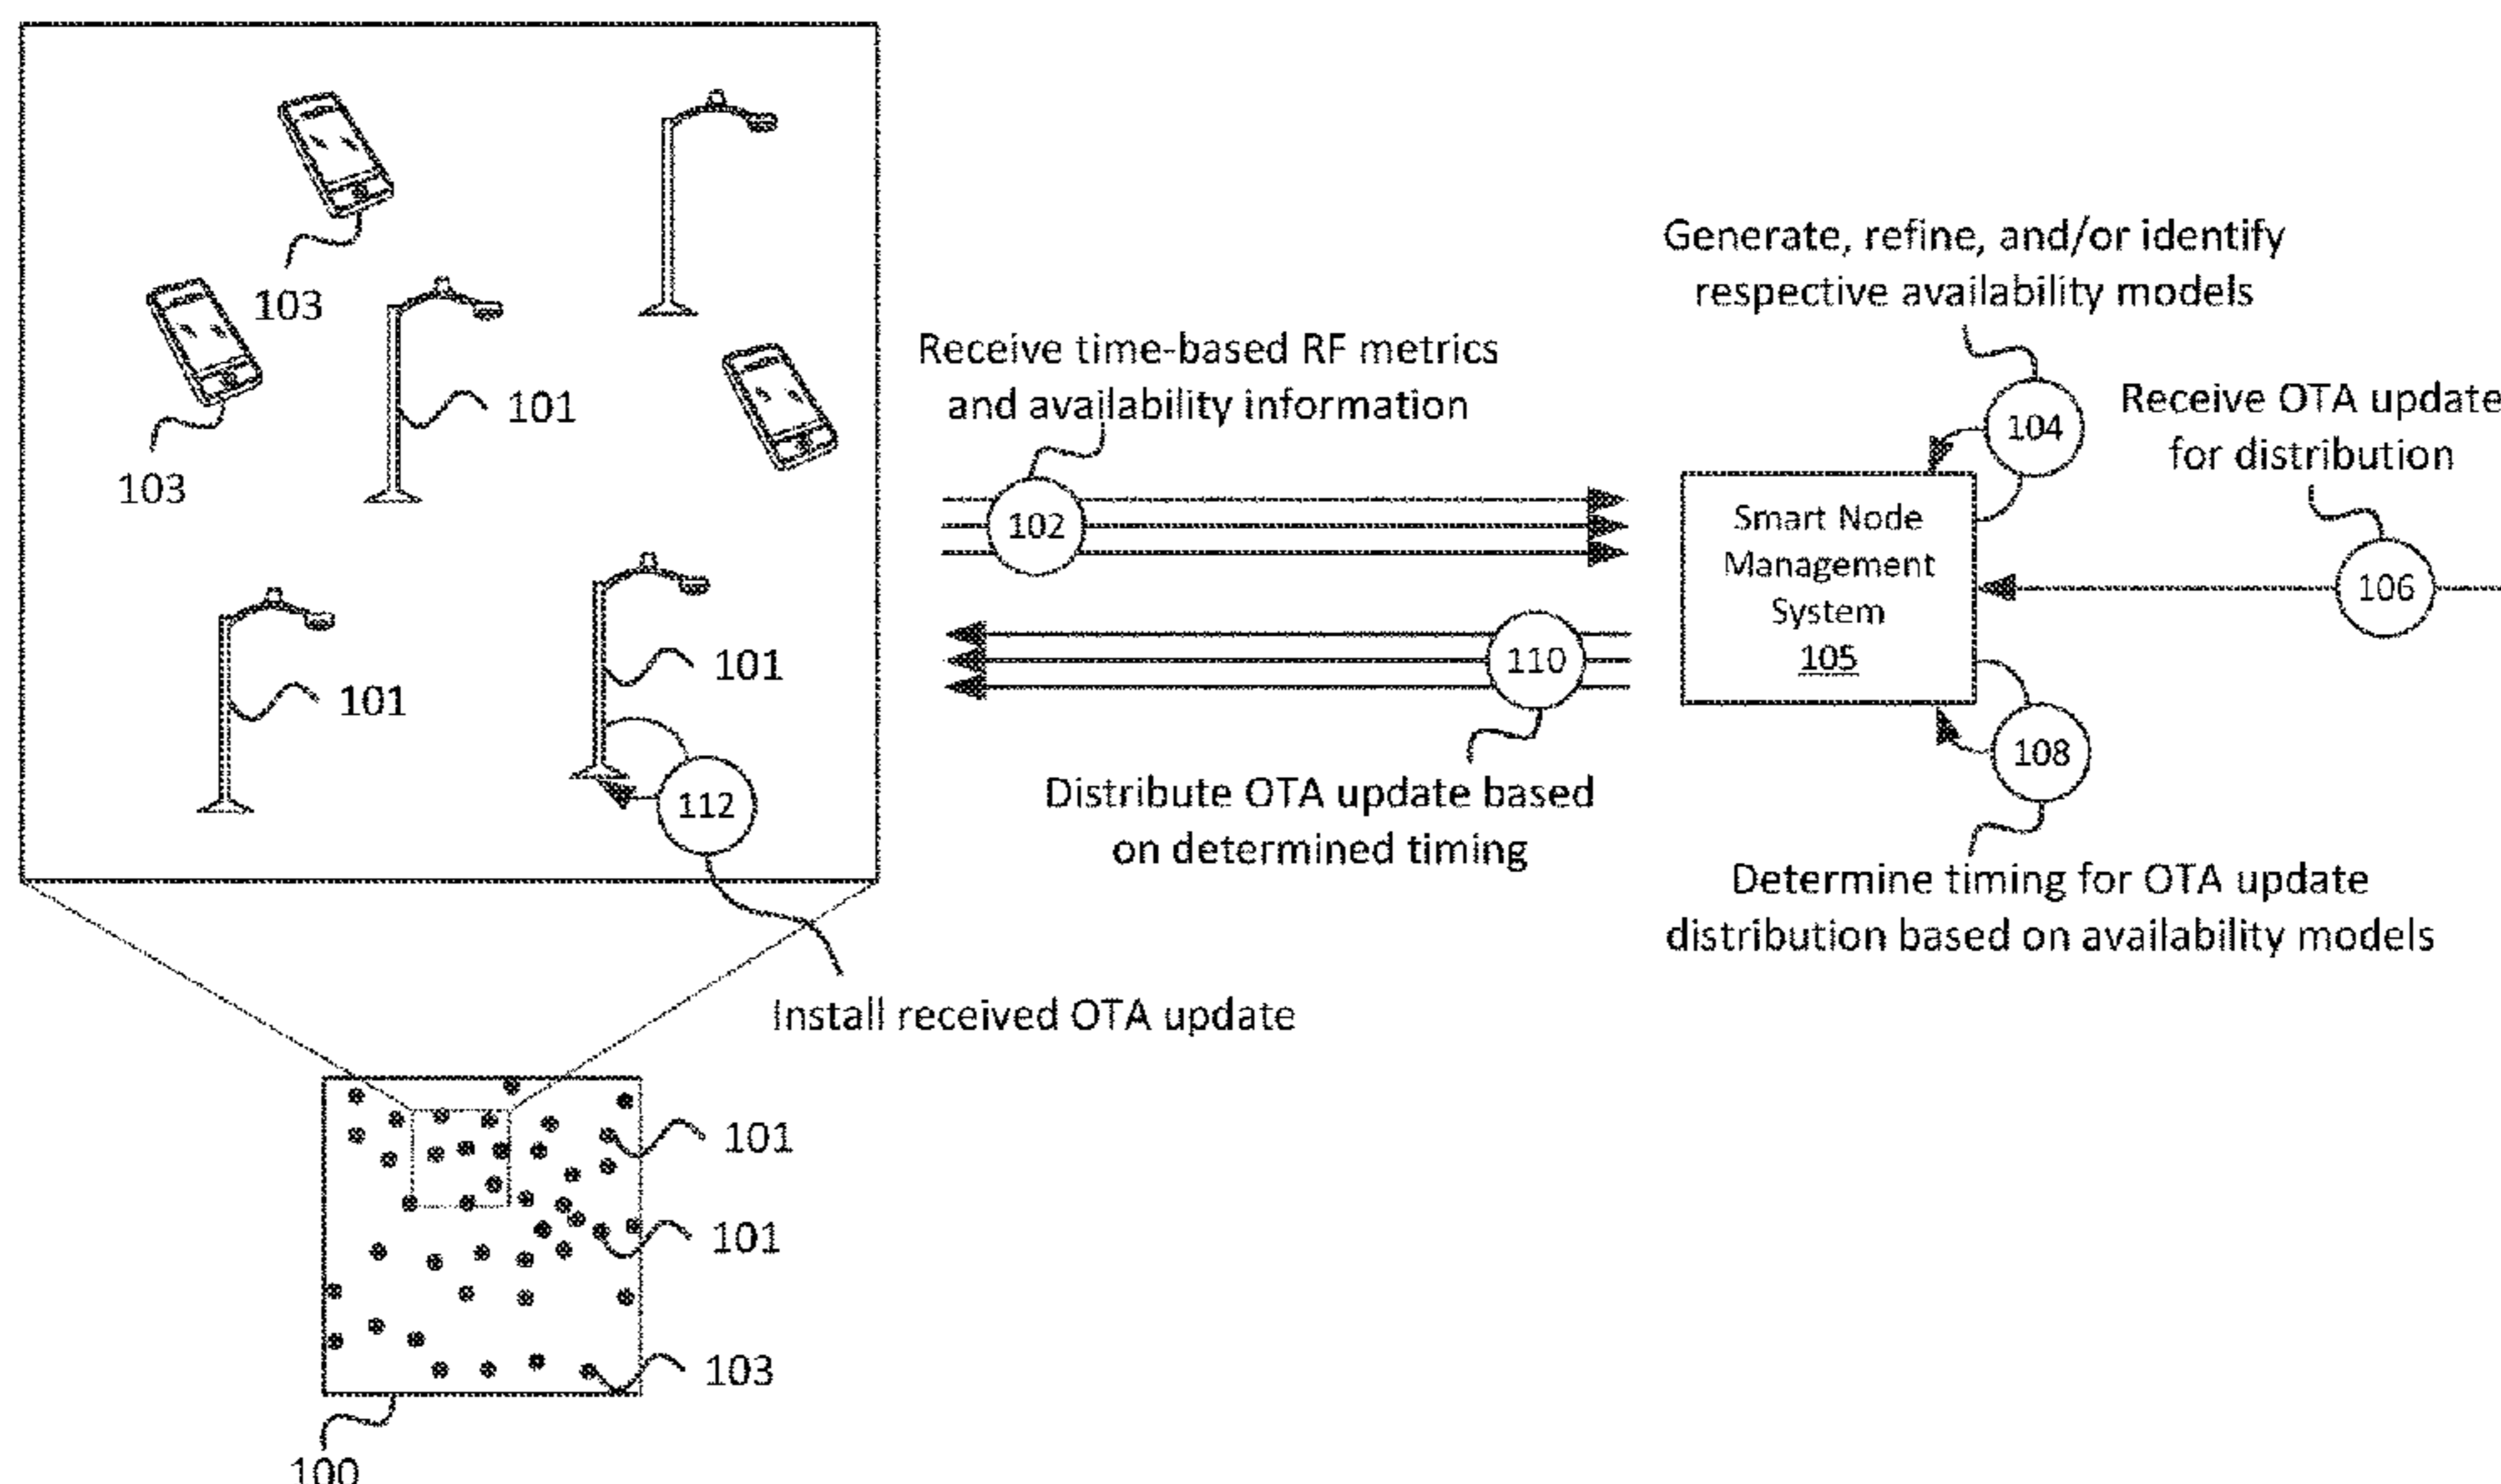 103
103
101
101
101
112
Receive time-based RF metrics
and availability information
102
110
Distribute OTA update based
on determined timing
Install received OTA update
Generate, refine, and/or identify
respective availability models
104
Receive OTA update
for distribution
106
Smart Node
Management
System
105
108
Determine timing for OTA update
distribution based on availability models
101
101
103
100